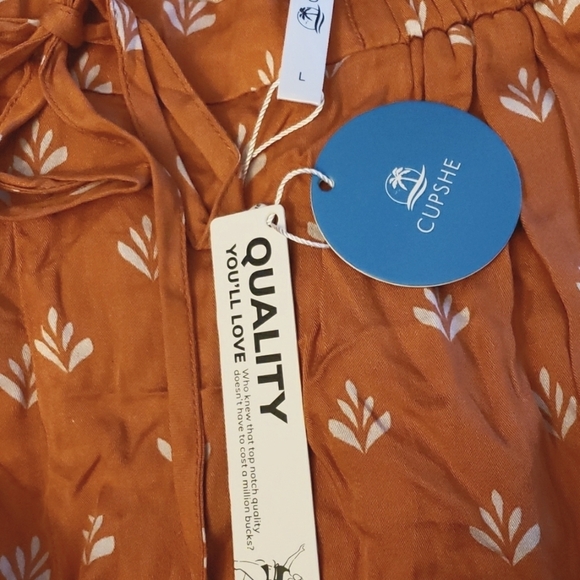 L
CUPSHE
QUALITY
YOU'LL LOVE
Who knew that top notch quality
doesn't have to cost a million bucks?